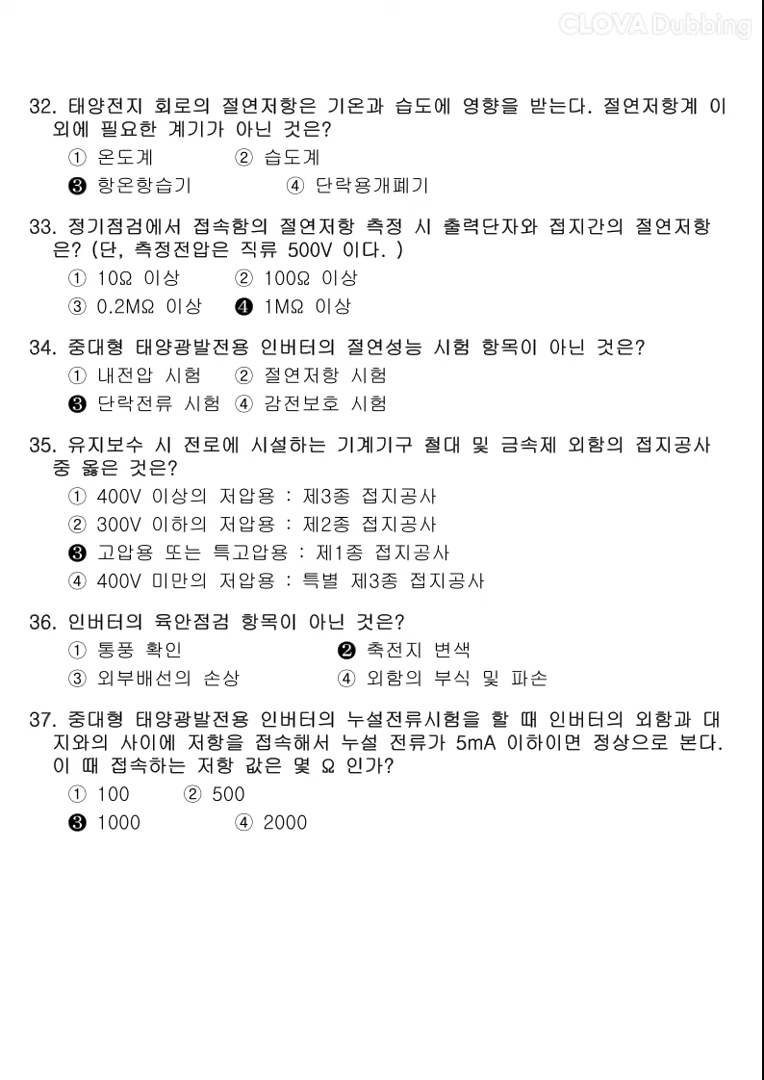 CLOVA Dubbing
32. 태양전지 회로의 절연저항은 기온과 습도에 영향을 받는다. 절연저항계 이
외에 필요한 계기가 아닌 것은?
① 온도계 ② 습도계
❸ 항온항습기 ④ 단락용개폐기
33. 정기점검에서 접속함의 절연저항 측정 시 출력단자와 접지간의 절연저항
은? (단, 측정전압은 직류 500V 이다. )
① 10Ω 이상 ② 100Ω 이상
③ 0.2MΩ 이상 ❹ 1MΩ 이상
34. 중대형 태양광발전용 인버터의 절연성능 시험 항목이 아닌 것은?
① 내전압 시험 ② 절연저항 시험
❸ 단락전류 시험 ④ 감전보호 시험
35. 유지보수 시 전로에 시설하는 기계기구 철대 및 금속제 외함의 접지공사
중 옳은 것은?
① 400V 이상의 저압용 : 제3종 접지공사
② 300V 이하의 저압용 : 제2종 접지공사
❸ 고압용 또는 특고압용 : 제1종 접지공사
④ 400V 미만의 저압용 : 특별 제3종 접지공사
36. 인버터의 육안점검 항목이 아닌 것은?
① 통풍 확인 ❷ 축전지 변색
③ 외부배선의 손상 ④ 외함의 부식 및 파손
37. 중대형 태양광발전용 인버터의 누설전류시험을 할 때 인버터의 외함과 대
지와의 사이에 저항을 접속해서 누설 전류가 5mA 이하이면 정상으로 본다.
이 때 접속하는 저항 값은 몇 Ω 인가?
① 100 ② 500
❸ 1000 ④ 2000